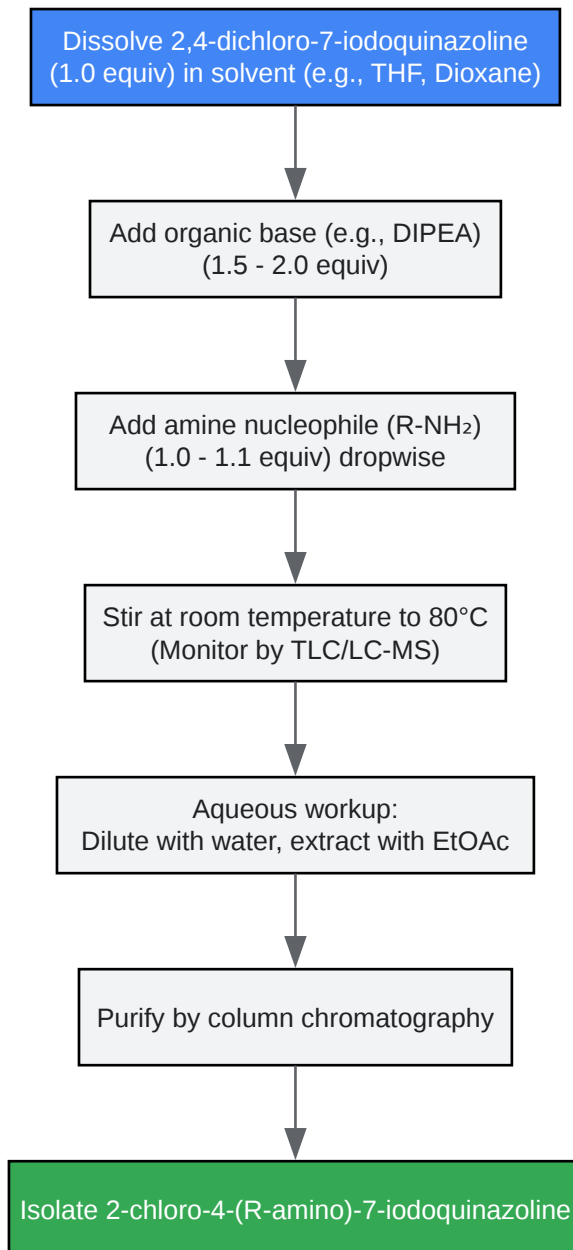 Dissolve 2,4-dichloro-7-iodoquinazoline
(1.0 equiv) in solvent (e.g., THF, Dioxane)
Add organic base (e.g., DIPEA)
(1.5 - 2.0 equiv)
Add amine nucleophile (R-NH₂)
(1.0 - 1.1 equiv) dropwise
Stir at room temperature to 80°C
(Monitor by TLC/LC-MS)
Aqueous workup:
Dilute with water, extract with EtOAc
Purify by column chromatography
Isolate 2-chloro-4-(R-amino)-7-iodoquinazoline